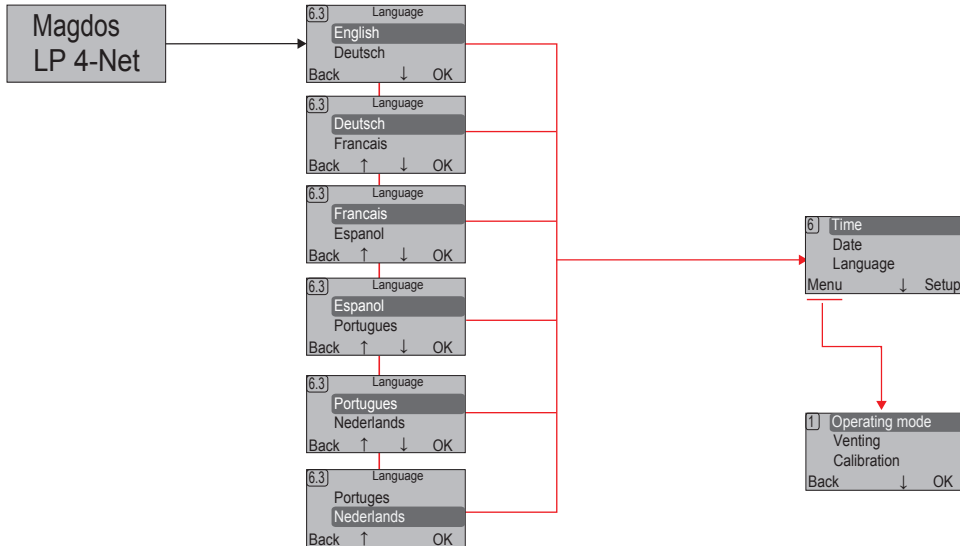 Magdos
LP 4-Net
6.3 Language
English
Deutsch
Back ↓ OK
6.3 Language
Deutsch
Francais
Back ↑ ↓ OK
6.3 Language
Francais
Espanol
Back ↑ ↓ OK
6.3 Language
Espanol
Portugues
Back ↑ ↓ OK
6.3 Language
Portugues
Nederlands
Back ↑ ↓ OK
6.3 Language
Portuges
Nederlands
Back ↑ OK
6 Time
Date
Language
Menu ↓ Setup
1 Operating mode
Venting
Calibration
Back ↓ OK